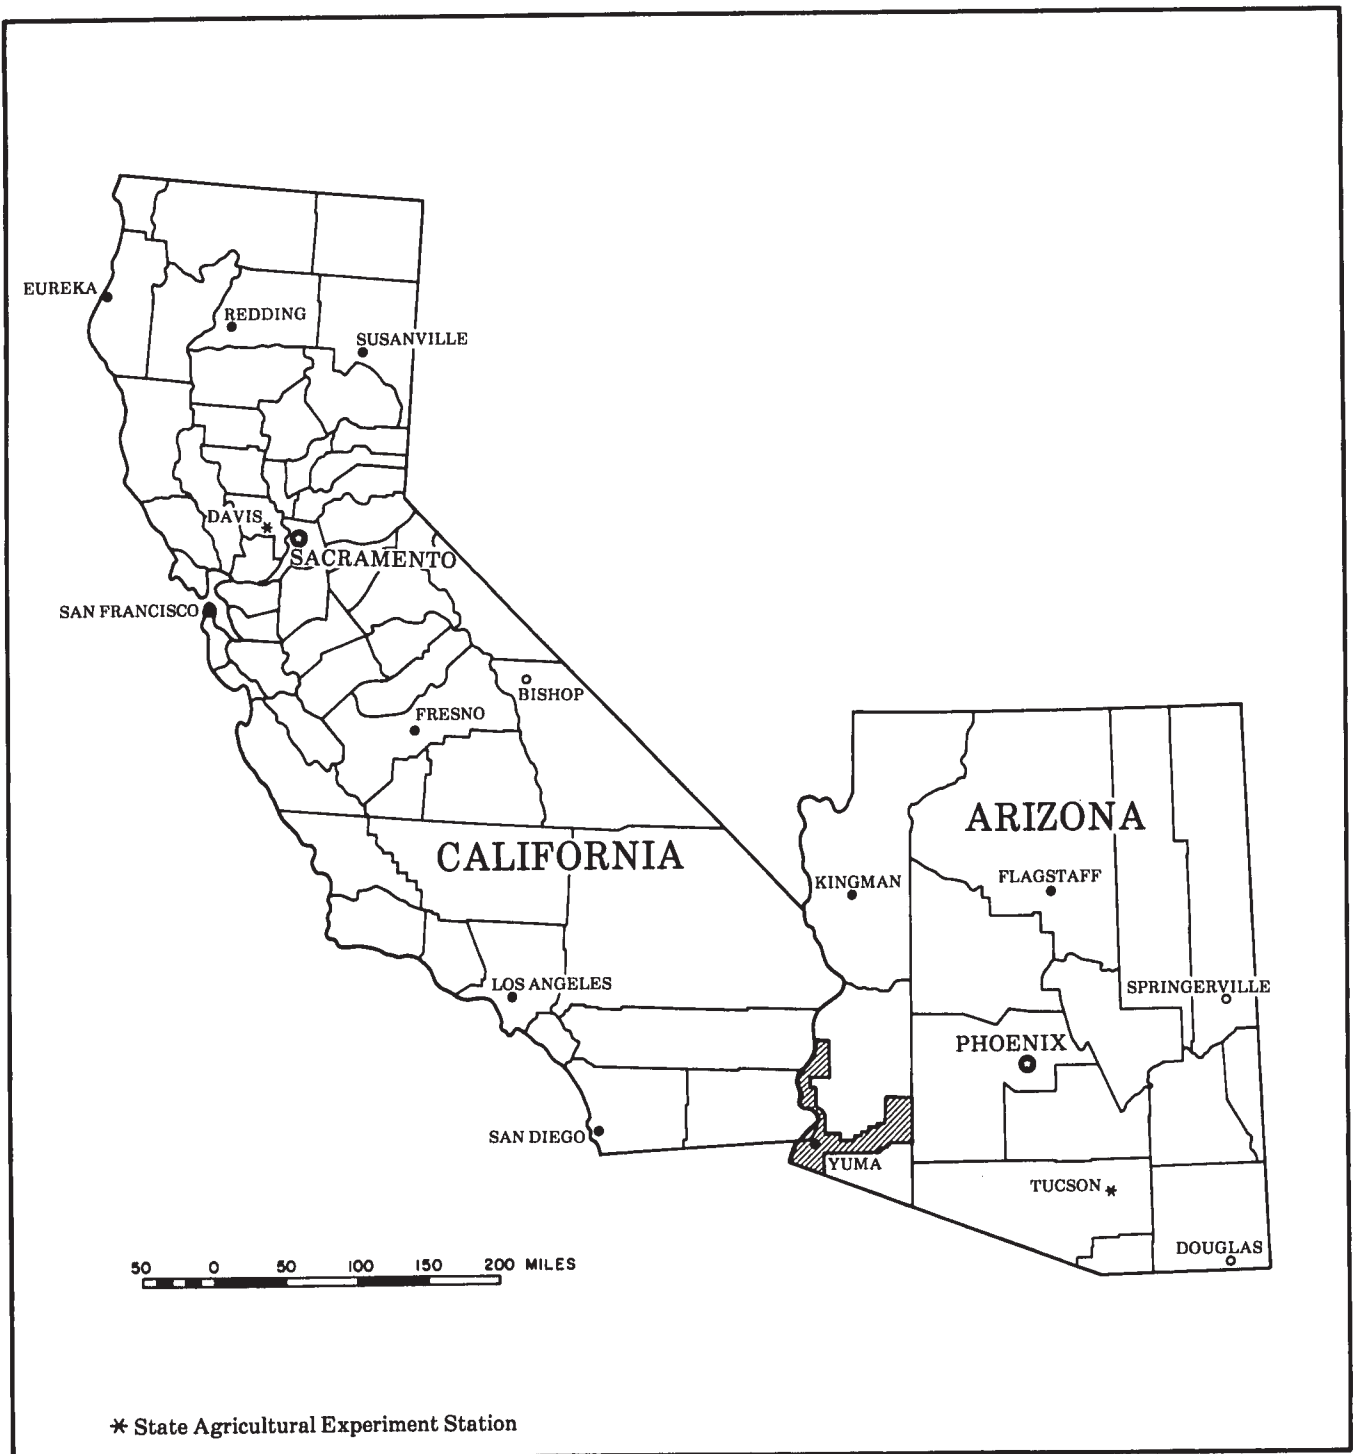 EUREKA
REDDING
SUSANVILLE
DAVIS *
SACRAMENTO
SAN FRANCISCO
BISHOP
FRESNO
ARIZONA
CALIFORNIA
KINGMAN
FLAGSTAFF
LOS ANGELES
SPRINGERVILLE
PHOENIX
SAN DIEGO
YUMA
TUCSON *
DOUGLAS
50 0 50 100 150 200 MILES
* State Agricultural Experiment Station